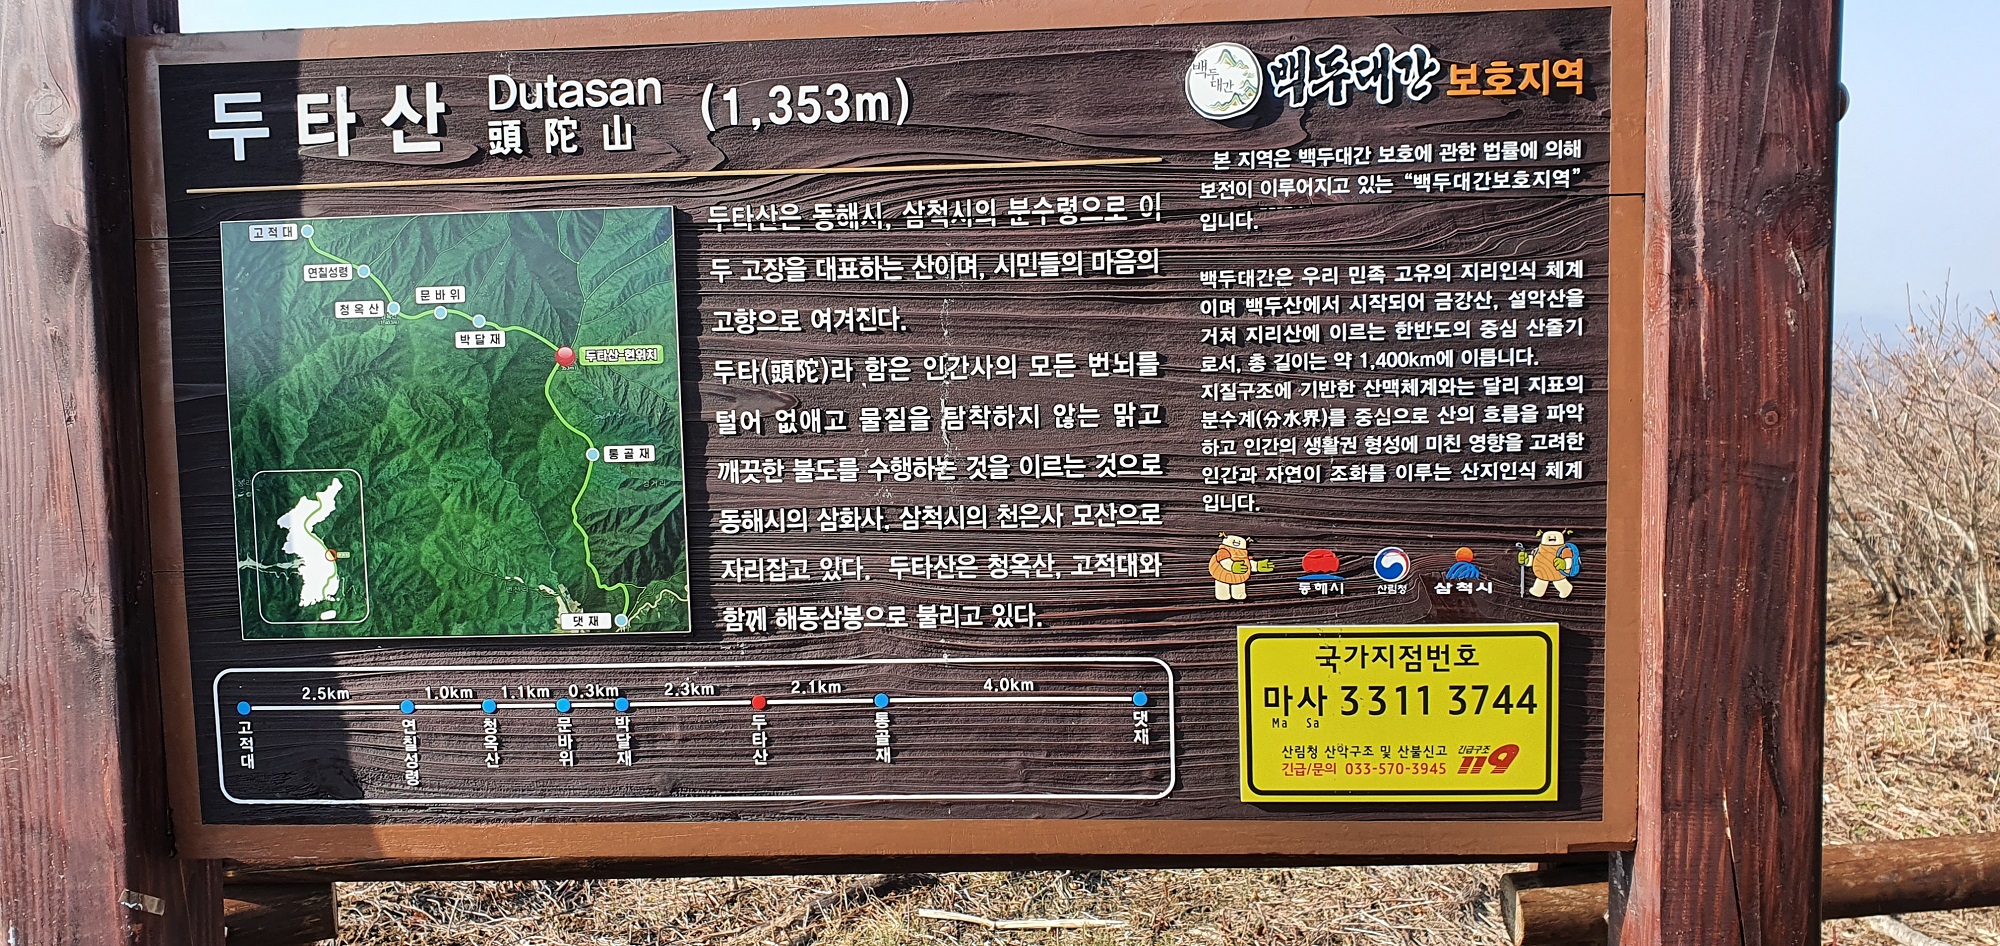 두타산 Dutasan (1,353m)
頭陀山
백두대간
백두대간 보호지역
고적대
연칠성령
청옥산
문바위
박달재
두타산-현위치
통골재
댓재
두타산은 동해시, 삼척시의 분수령으로 이
두 고장을 대표하는 산이며, 시민들의 마음의
고향으로 여겨진다.
두타(頭陀)라 함은 인간사의 모든 번뇌를
털어 없애고 물질을 탐착하지 않는 맑고
깨끗한 불도를 수행하는 것을 이르는 것으로
동해시의 삼화사, 삼척시의 천은사 모산으로
자리잡고 있다. 두타산은 청옥산, 고적대와
함께 해동삼봉으로 불리고 있다.
본 지역은 백두대간 보호에 관한 법률에 의해
보전이 이루어지고 있는 “백두대간보호지역”
입니다.
백두대간은 우리 민족 고유의 지리인식 체계
이며 백두산에서 시작되어 금강산, 설악산을
거쳐 지리산에 이르는 한반도의 중심 산줄기
로서, 총 길이는 약 1,400km에 이릅니다.
지질구조에 기반한 산맥체계와는 달리 지표의
분수계(分水界)를 중심으로 산의 흐름을 파악
하고 인간의 생활권 형성에 미친 영향을 고려한
인간과 자연이 조화를 이루는 산지인식 체계
입니다.
동해시 산림청 삼척시
2.5km 1.0km 1.1km 0.3km 2.3km 2.1km 4.0km
고적대 연칠성령 청옥산 문바위 박달재 두타산 통골재 댓재
국가지점번호
마사 3311 3744
Ma Sa
산림청 산악구조 및 산불신고 긴급구조
긴급/문의 033-570-3945 119